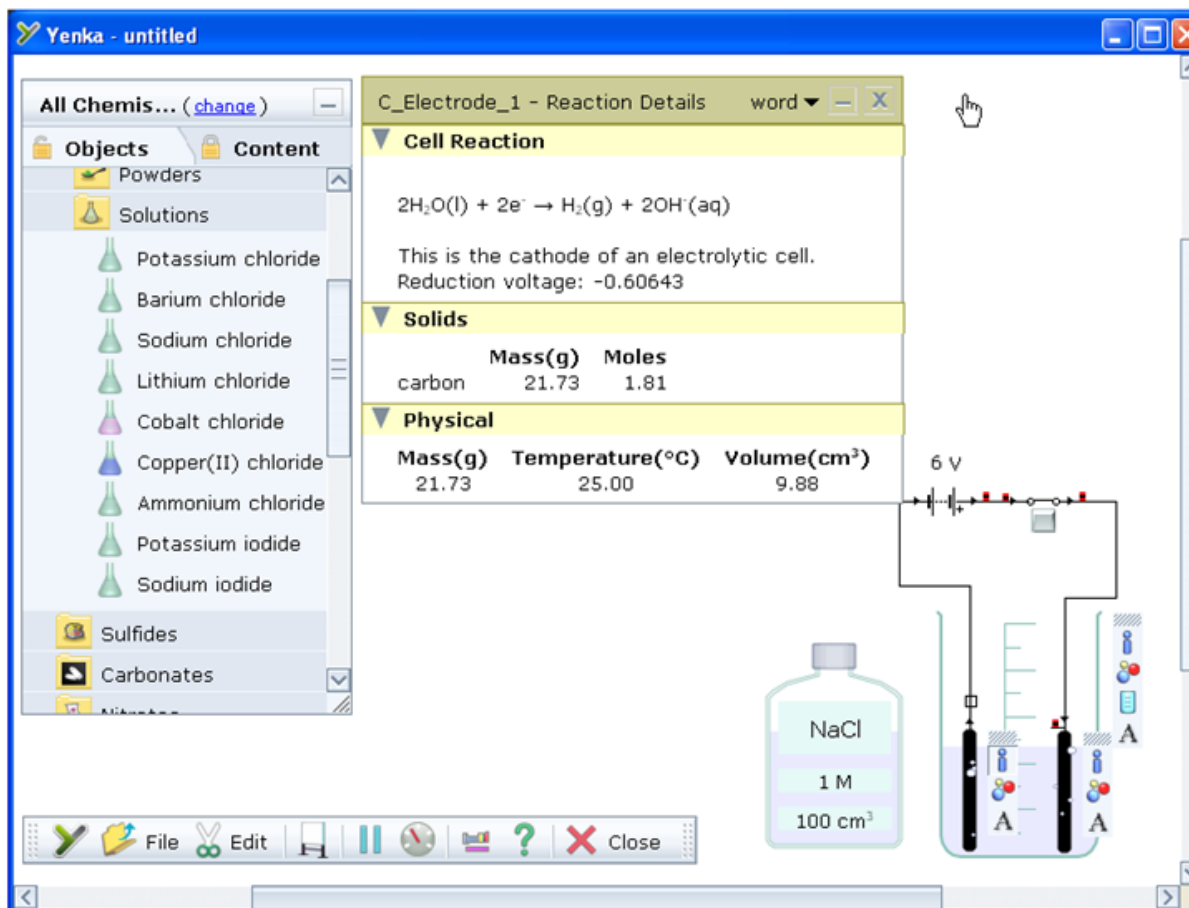 Yenka - untitled
All Chemis... (change)
Objects Content
Powders
Solutions
Potassium chloride
Barium chloride
Sodium chloride
Lithium chloride
Cobalt chloride
Copper(II) chloride
Ammonium chloride
Potassium iodide
Sodium iodide
Sulfides
Carbonates
Nitrates
C_Electrode_1 - Reaction Details word
Cell Reaction
2H₂O(l) + 2e⁻ → H₂(g) + 2OH⁻(aq)
This is the cathode of an electrolytic cell.
Reduction voltage: -0.60643
Solids
Mass(g) Moles
carbon 21.73 1.81
Physical
Mass(g) Temperature(°C) Volume(cm³)
21.73 25.00 9.88
6 V
NaCl
1 M
100 cm³
A
A
A
File Edit Close